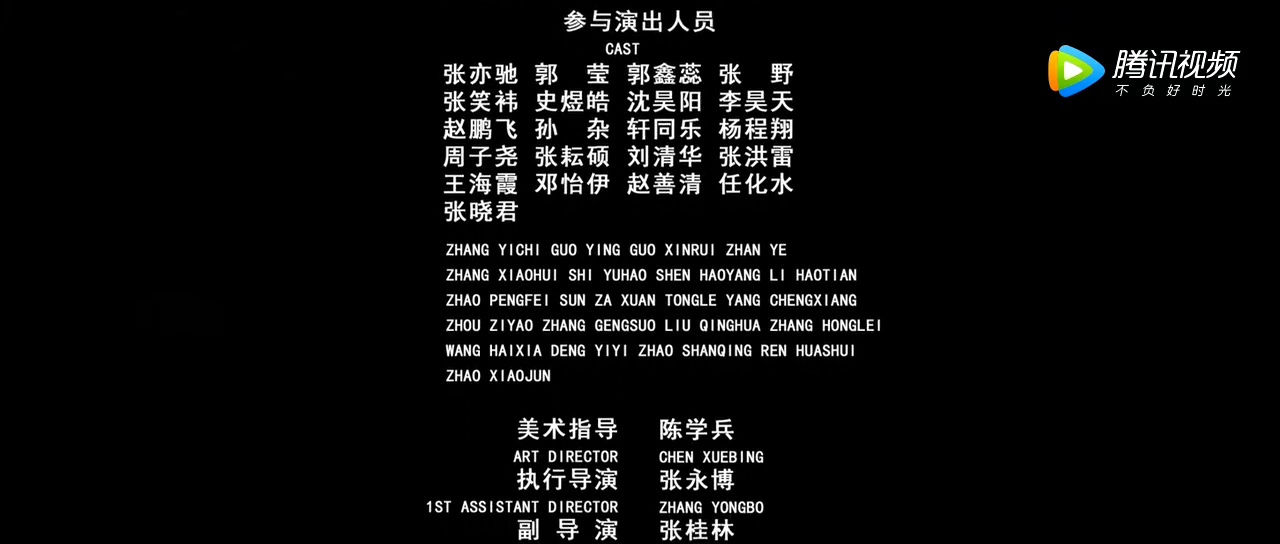 参与演出人员
CAST
腾讯视频
不负好时光
张亦驰 郭 莹 郭鑫蕊 张 野
张笑祎 史煜皓 沈昊阳 李昊天
赵鹏飞 孙 杂 轩同乐 杨程翔
周子尧 张耘硕 刘清华 张洪雷
王海霞 邓怡伊 赵善清 任化水
张晓君
ZHANG YICHI GUO YING GUO XINRUI ZHAN YE
ZHANG XIAOHUI SHI YUHAO SHEN HAOYANG LI HAOTIAN
ZHAO PENGFEI SUN ZA XUAN TONGLE YANG CHENGXIANG
ZHOU ZIYAO ZHANG GENGSUO LIU QINGHUA ZHANG HONGLEI
WANG HAIXIA DENG YIYI ZHAO SHANQING REN HUASHUI
ZHAO XIAOJUN
美术指导 陈学兵
ART DIRECTOR CHEN XUEBING
执行导演 张永博
1ST ASSISTANT DIRECTOR ZHANG YONGBO
副导演 张桂林